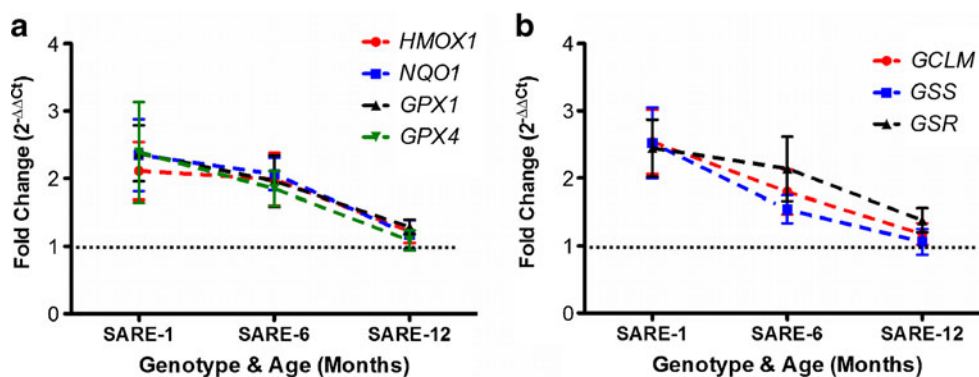 a
HMOX1
NQO1
GPX1
GPX4
Fold Change (2-ΔΔCt)
4
3
2
1
0
SARE-1 SARE-6 SARE-12
Genotype & Age (Months)
b
GCLM
GSS
GSR
Fold Change (2-ΔΔCt)
4
3
2
1
0
SARE-1 SARE-6 SARE-12
Genotype & Age (Months)